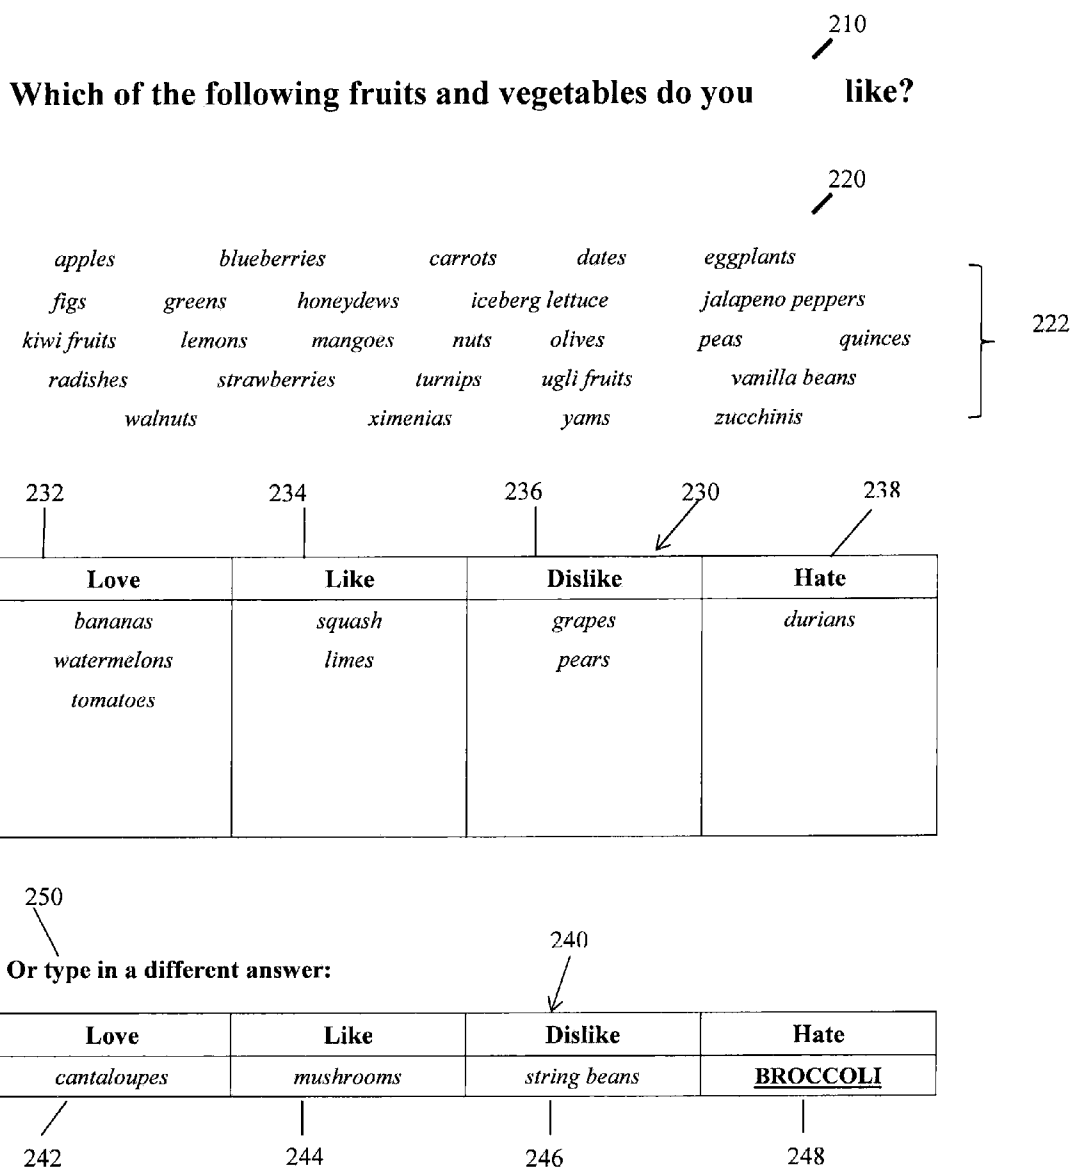 210
Which of the following fruits and vegetables do you like?
220
apples blueberries carrots dates eggplants
figs greens honeydews iceberg lettuce jalapeno peppers
222
kiwi fruits lemons mangoes nuts olives peas quinces
radishes strawberries turnips ugli fruits vanilla beans
walnuts ximenias yams zucchinis
232 234 236 230 238
Love Like Dislike Hate
bananas squash grapes durians
watermelons limes pears
tomatoes
250
240
Or type in a different answer:
Love Like Dislike Hate
cantaloupes mushrooms string beans BROCCOLI
242 244 246 248